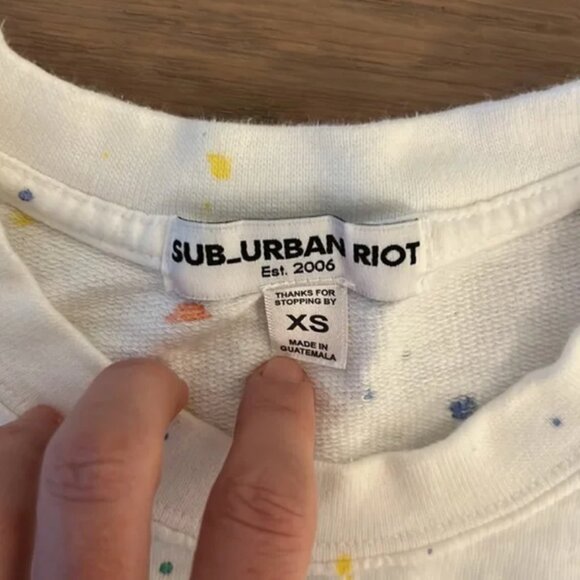 SUB_URBAN RIOT
Est. 2006
THANKS FOR
STOPPING BY
XS
MADE IN
GUATEMALA